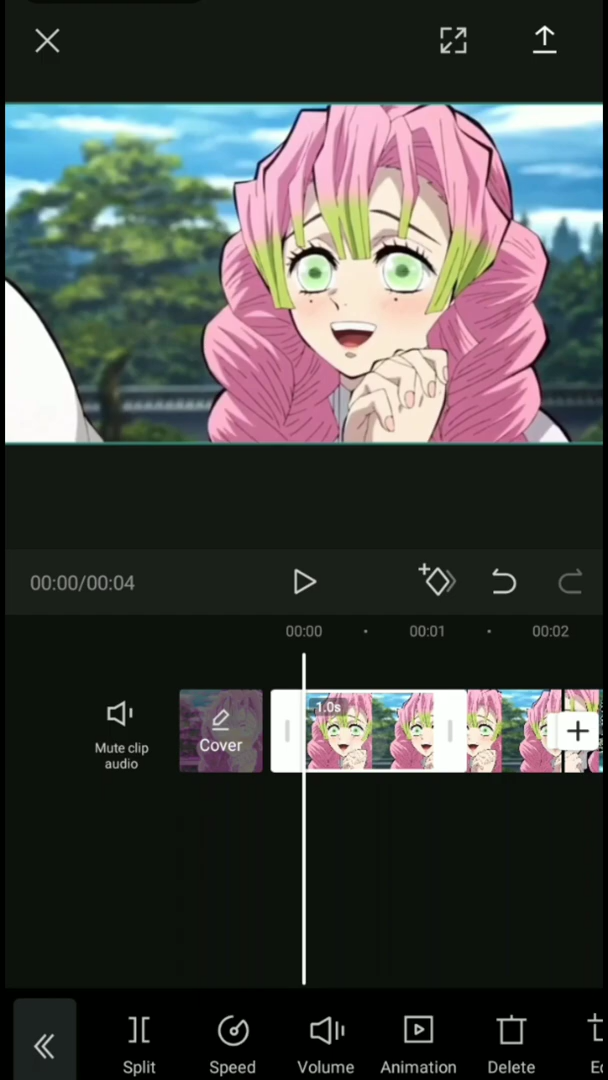 00:00/00:04
00:00
00:01
00:02
Mute clip
audio
Cover
1.0s
Split
Speed
Volume
Animation
Delete